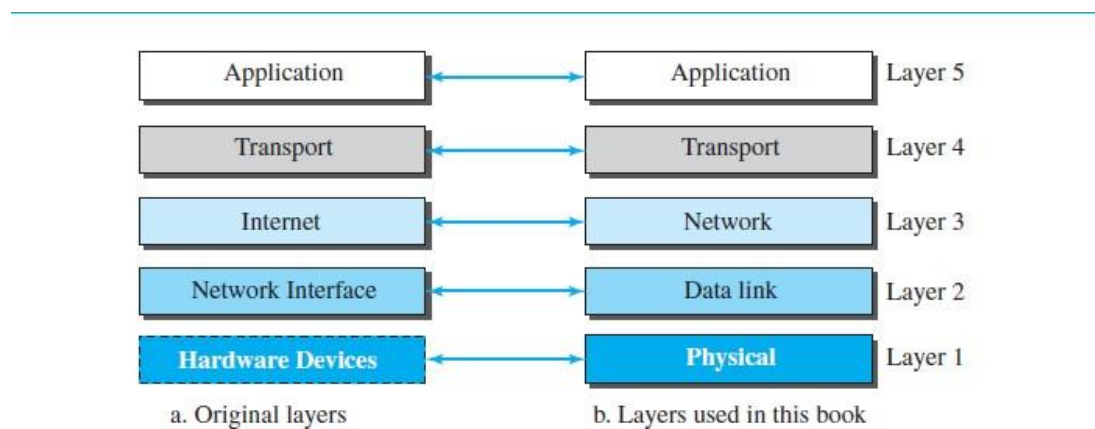 Application Application Layer 5
Transport Transport Layer 4
Internet Network Layer 3
Network Interface Data link Layer 2
Hardware Devices Physical Layer 1
a. Original layers b. Layers used in this book